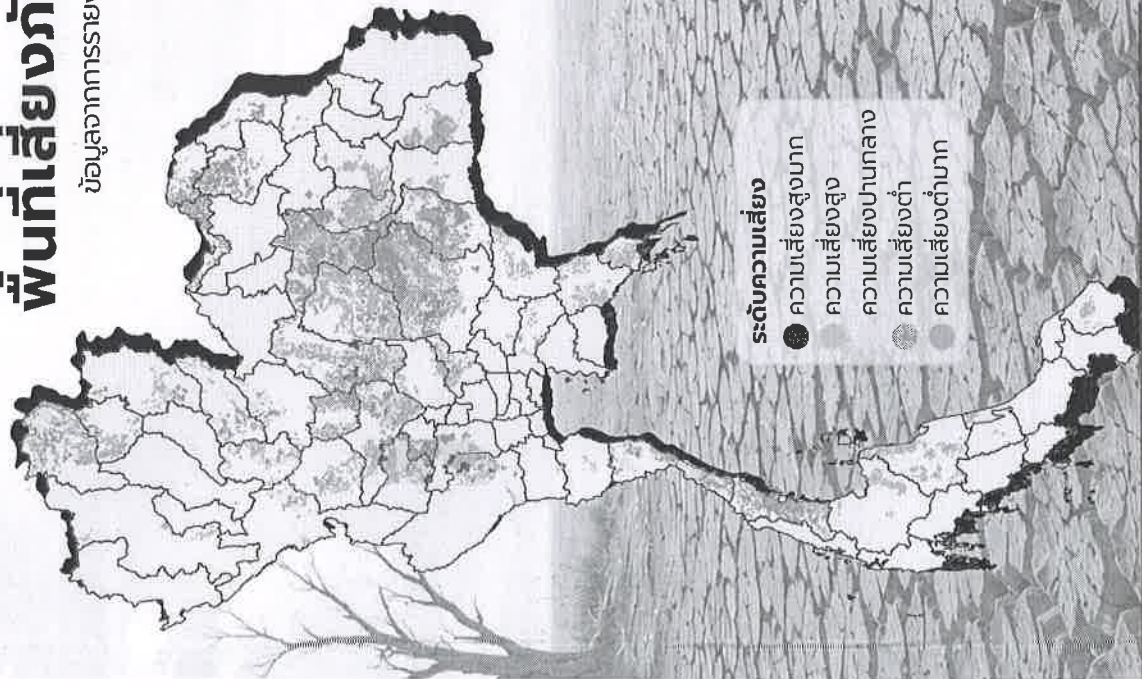 พื้นที่เสี่ยงภั
ข้อมูลจากการราย
ระดับความเสี่ยง
ความเสี่ยงสูงมาก
ความเสี่ยงสูง
ความเสี่ยงปานกลาง
ความเสี่ยงต่ำ
ความเสี่ยงต่ำมาก